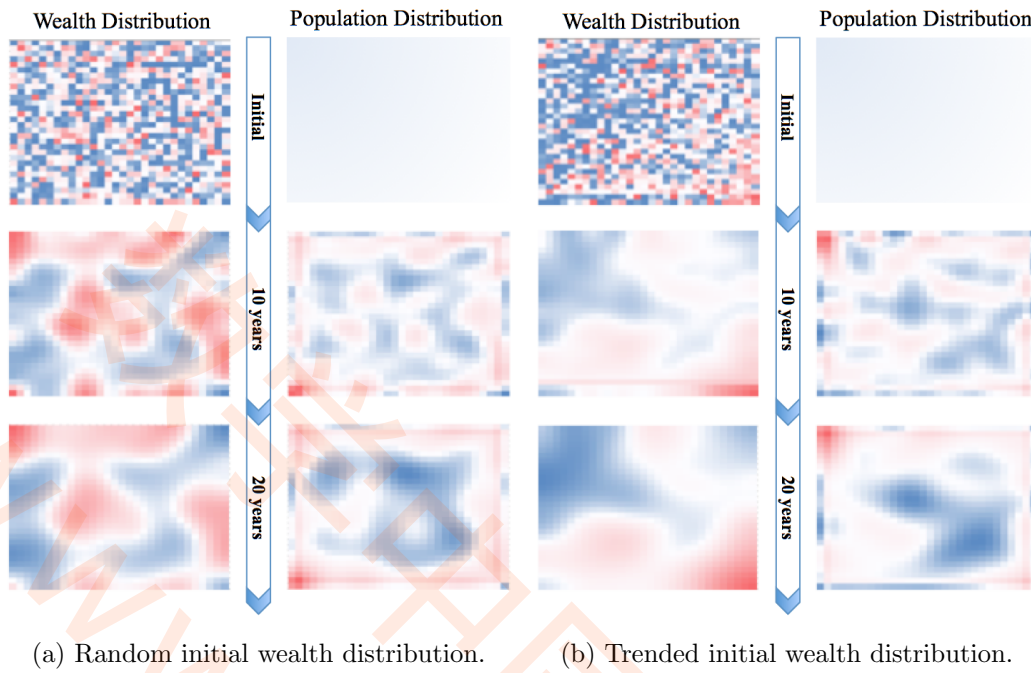 Wealth Distribution
Population Distribution
Wealth Distribution
Population Distribution
Initial
Initial
10 years
10 years
20 years
20 years
(a) Random initial wealth distribution.
(b) Trended initial wealth distribution.